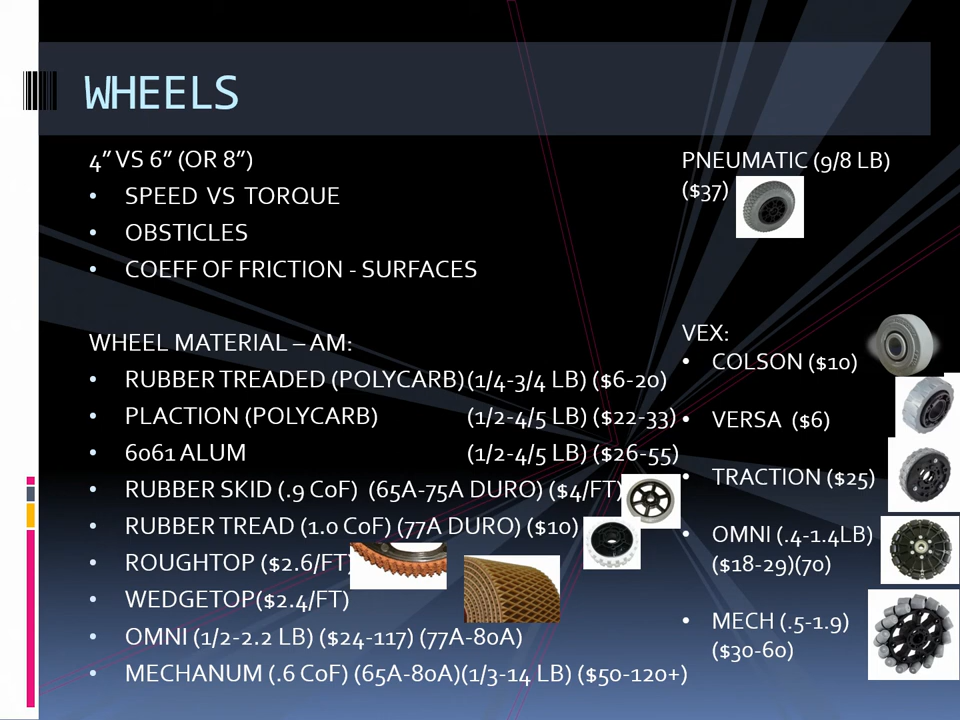 WHEELS
4” VS 6” (OR 8”)
• SPEED VS TORQUE
• OBSTICLES
• COEFF OF FRICTION - SURFACES
WHEEL MATERIAL – AM:
• RUBBER TREADED (POLYCARB)(1/4-3/4 LB) ($6-20)
• PLACTION (POLYCARB) (1/2-4/5 LB) ($22-33)
• 6061 ALUM (1/2-4/5 LB) ($26-55)
• RUBBER SKID (.9 CoF) (65A-75A DURO) ($4/FT)
• RUBBER TREAD (1.0 CoF) (77A DURO) ($10)
• ROUGHTOP ($2.6/FT)
• WEDGETOP($2.4/FT)
• OMNI (1/2-2.2 LB) ($24-117) (77A-80A)
• MECHANUM (.6 CoF) (65A-80A)(1/3-14 LB) ($50-120+)
PNEUMATIC (9/8 LB)
($37)
VEX:
• COLSON ($10)
• VERSA ($6)
• TRACTION ($25)
• OMNI (.4-1.4LB)
($18-29)(70)
• MECH (.5-1.9)
($30-60)